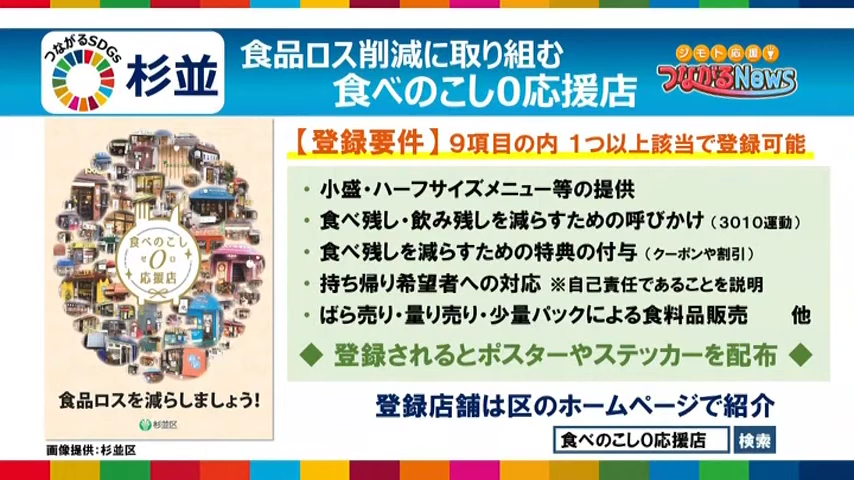 つながるSDGs
杉並
食品ロス削減に取り組む
食べのこし0応援店
ジモト応援
つながるNews
【登録要件】9項目の内 1つ以上該当で登録可能
・小盛・ハーフサイズメニュー等の提供
・食べ残し・飲み残しを減らすための呼びかけ（3010運動）
・食べ残しを減らすための特典の付与（クーポンや割引）
・持ち帰り希望者への対応 ※自己責任であることを説明
・ばら売り・量り売り・少量パックによる食料品販売 他
◆ 登録されるとポスターやステッカーを配布 ◆
登録店舗は区のホームページで紹介
食べのこし0応援店 検索
食べのこし
ゼ0ロ
応援店
食品ロスを減らしましょう!
杉並区
画像提供:杉並区